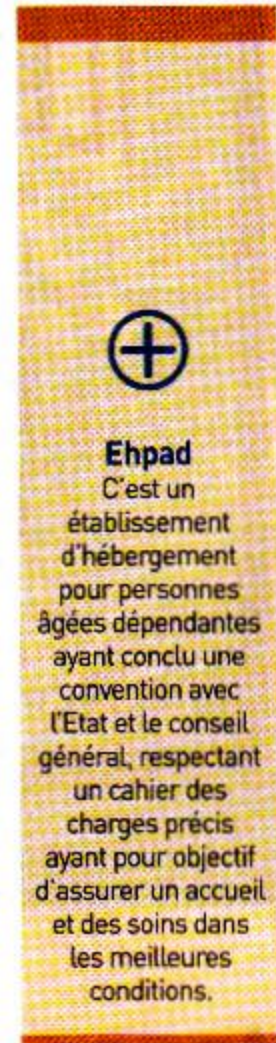 Ehpad
C'est un
établissement
d'hébergement
pour personnes
âgées dépendantes
ayant conclu une
convention avec
l'Etat et le conseil
général, respectant
un cahier des
charges précis
ayant pour objectif
d'assurer un accueil
et des soins dans
les meilleures
conditions.